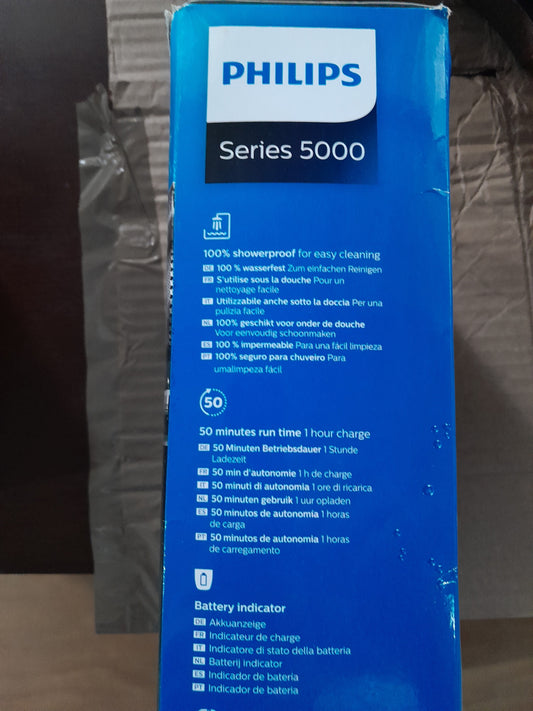 PHILIPS
Series 5000
100% showerproof for easy cleaning
DE 100 % wasserfest Zum einfachen Reinigen
FR S'utilise sous la douche Pour un
nettoyage facile
IT Utilizzabile anche sotto la doccia Per una
pulizia facile
NL 100% geschikt voor onder de douche
Voor eenvoudig schoonmaken
ES 100 % impermeable Para una fácil limpieza
PT 100% seguro para chuveiro Para
umalimpeza fácil
50
50 minutes run time 1 hour charge
DE 50 Minuten Betriebsdauer 1 Stunde
Ladezeit
FR 50 min d'autonomie 1 h de charge
IT 50 minuti di autonomia 1 ore di ricarica
NL 50 minuten gebruik 1 uur opladen
ES 50 minutos de autonomía 1 horas
de carga
PT 50 minutos de autonomia 1 horas
de carregamento
Battery indicator
DE Akkuanzeige
FR Indicateur de charge
IT Indicatore di stato della batteria
NL Batterij indicator
ES Indicador de batería
PT Indicador de bateria